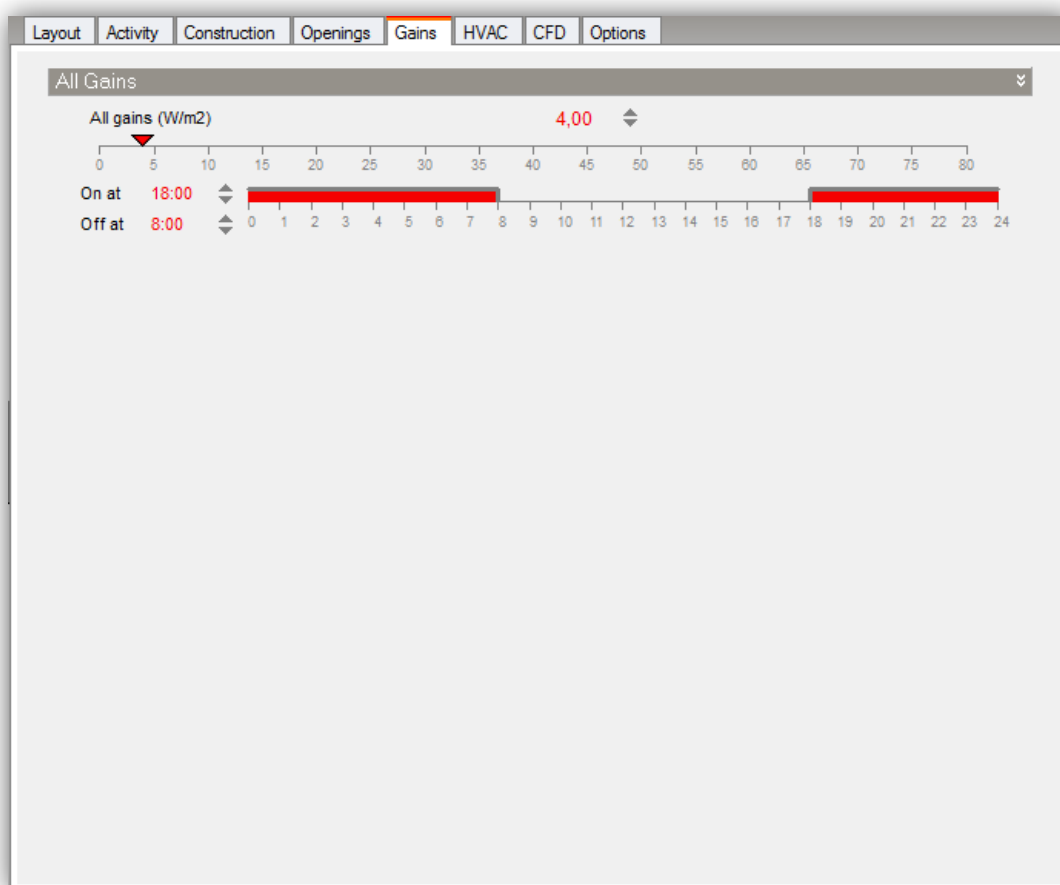 Layout Activity Construction Openings Gains HVAC CFD Options
All Gains
All gains (W/m2) 4,00
0 5 10 15 20 25 30 35 40 45 50 55 60 65 70 75 80
On at 18:00
Off at 8:00 0 1 2 3 4 5 6 7 8 9 10 11 12 13 14 15 16 17 18 19 20 21 22 23 24